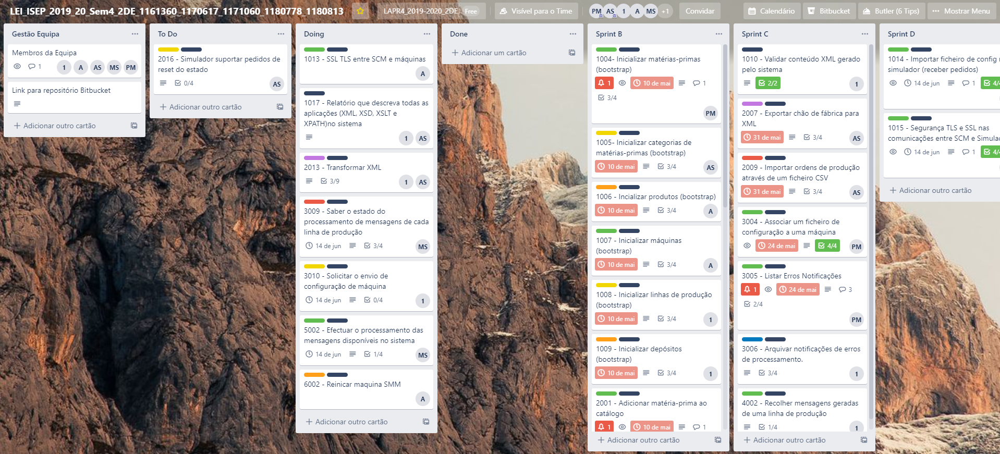 LEI_ISEP_2019_20_Sem4_2DE_1161360_1170617_1171060_1180778_1180813
LAPR4_2019-2020_2DE Free
Visível para o Time
PM AS 1 A MS +1
Convidar
Calendário
Bitbucket
Butler (6 Tips)
Mostrar Menu
Gestão Equipa
Membros da Equipa
1
1 A AS MS PM
Link para repositório Bitbucket
Adicionar outro cartão
To Do
2016 - Simulador suportar pedidos de
reset do estado
0/4
AS
Adicionar outro cartão
Doing
1013 - SSL TLS entre SCM e máquinas
A
1017 - Relatório que descreva todas as
aplicações (XML, XSD, XSLT e
XPATH)no sistema
1 AS
2013 - Transformar XML
3/9
1 AS
3009 - Saber o estado do
processamento de mensagens de cada
linha de produção
14 de jun 3/4
MS
3010 - Solicitar o envio de
configuração de máquina
14 de jun 0/4
1
5002 - Efectuar o processamento das
mensagens disponíveis no sistema
14 de jun 1/4
MS
6002 - Reinicar maquina SMM
A
Adicionar outro cartão
Done
Adicionar um cartão
Sprint B
1004- Inicializar matérias-primas
(bootstrap)
1 10 de mai 1
3/4
PM
1005- Inicializar categorias de
matérias-primas (bootstrap)
10 de mai 3/4
AS
1006 - Incializar produtos (bootstrap)
10 de mai 3/4
A
1007 - Inicializar máquinas
(bootstrap)
10 de mai 3/4
A
1008 - Inicializar linhas de produção
(bootstrap)
10 de mai 3/4
1
1009 - Inicializar depósitos
(bootstrap)
10 de mai 3/4
1
2001 - Adicionar matéria-prima ao
catálogo
1 10 de mai 1
Adicionar outro cartão
Sprint C
1010 - Validar conteúdo XML gerado
pelo sistema
2/2
1
2007 - Exportar chão de fábrica para
XML
31 de mai 3/4
AS
2009 - Importar ordens de produção
através de um ficheiro CSV
31 de mai 3/4
AS
3004 - Associar um ficheiro de
configuração a uma máquina
24 de mai 4/4
PM
3005 - Listar Erros Notificações
1 24 de mai 3
2/4
PM
3006 - Arquivar notificações de erros
de processamento.
3/4
1
4002 - Recolher mensagens geradas
de uma linha de produção
1/4
1
Adicionar outro cartão
Sprint D
1014 - Importar ficheiro de config
simulador (receber pedidos)
14 de jun 1
1015 - Segurança TLS e SSL nas
comunicações entre SCM e
14 de jun 1
Adicionar outro cartão